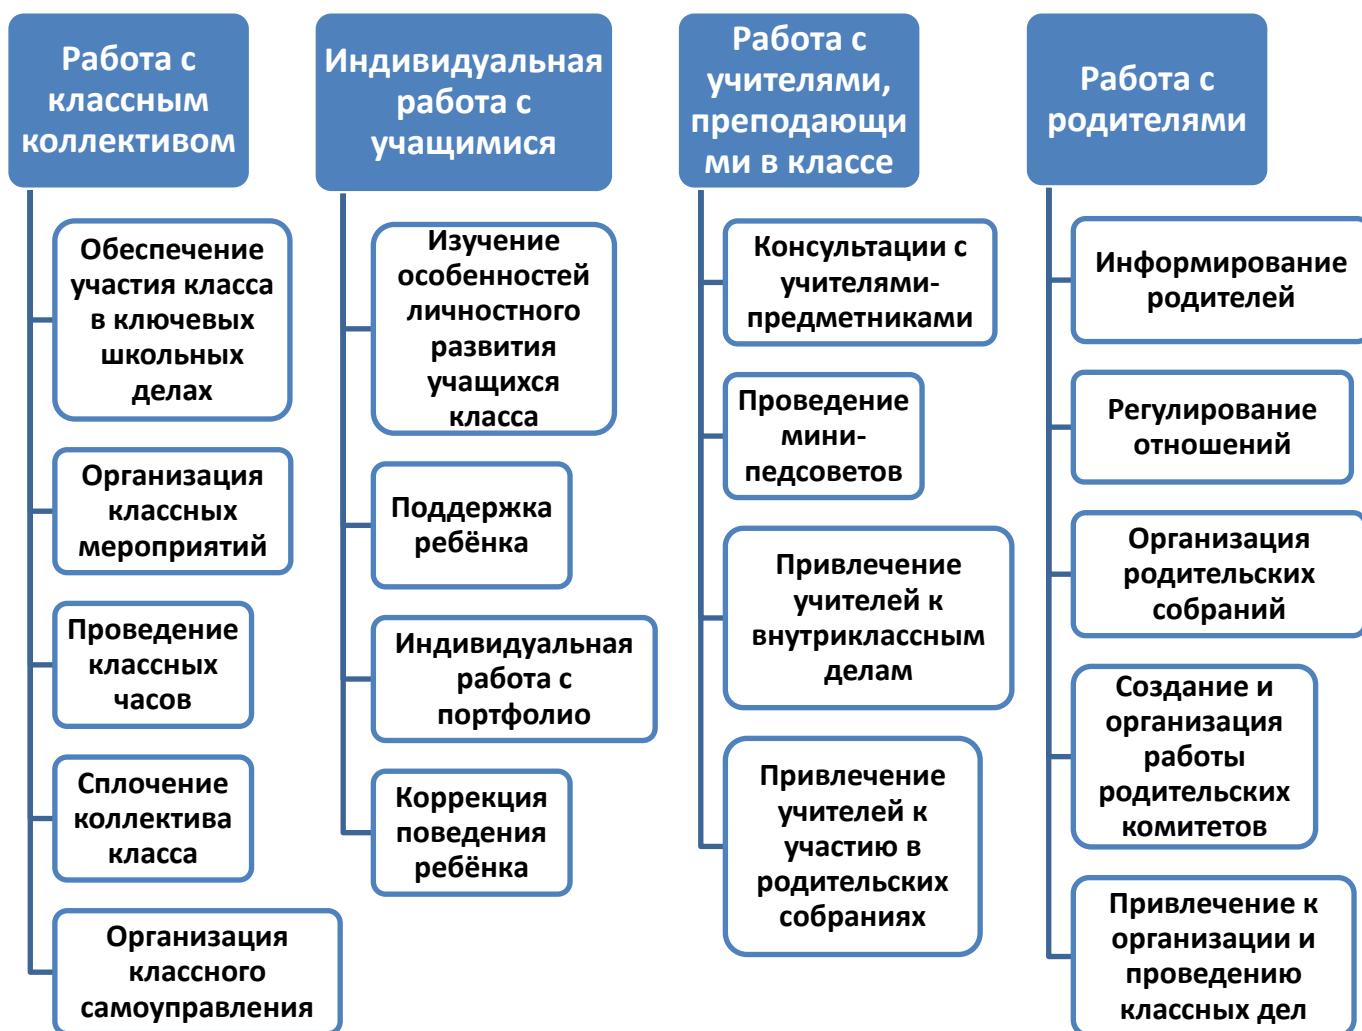 Работа с
классным
коллективом
Обеспечение
участия класса
в ключевых
школьных
делах
Организация
классных
мероприятий
Проведение
классных
часов
Сплочение
коллектива
класса
Организация
классного
самоуправления
Индивидуальная
работа с
учащимися
Изучение
особенностей
личностного
развития
учащихся
класса
Поддержка
ребёнка
Индивидуальная
работа с
портфолио
Коррекция
поведения
ребёнка
Работа с
учителями,
преподающи
ми в классе
Консультации с
учителями-
предметниками
Проведение
мини-
педсоветов
Привлечение
учителей к
внутриклассным
делам
Привлечение
учителей к
участию в
родительских
собраниях
Работа с
родителями
Информирование
родителей
Регулирование
отношений
Организация
родительских
собраний
Создание и
организация
работы
родительских
комитетов
Привлечение к
организации и
проведению
классных дел